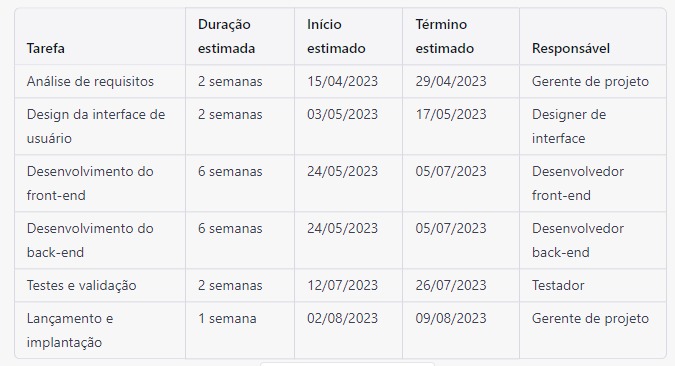 Tarefa Duração estimada Início estimado Término estimado Responsável
Análise de requisitos 2 semanas 15/04/2023 29/04/2023 Gerente de projeto
Design da interface de usuário 2 semanas 03/05/2023 17/05/2023 Designer de interface
Desenvolvimento do front-end 6 semanas 24/05/2023 05/07/2023 Desenvolvedor front-end
Desenvolvimento do back-end 6 semanas 24/05/2023 05/07/2023 Desenvolvedor back-end
Testes e validação 2 semanas 12/07/2023 26/07/2023 Testador
Lançamento e implantação 1 semana 02/08/2023 09/08/2023 Gerente de projeto